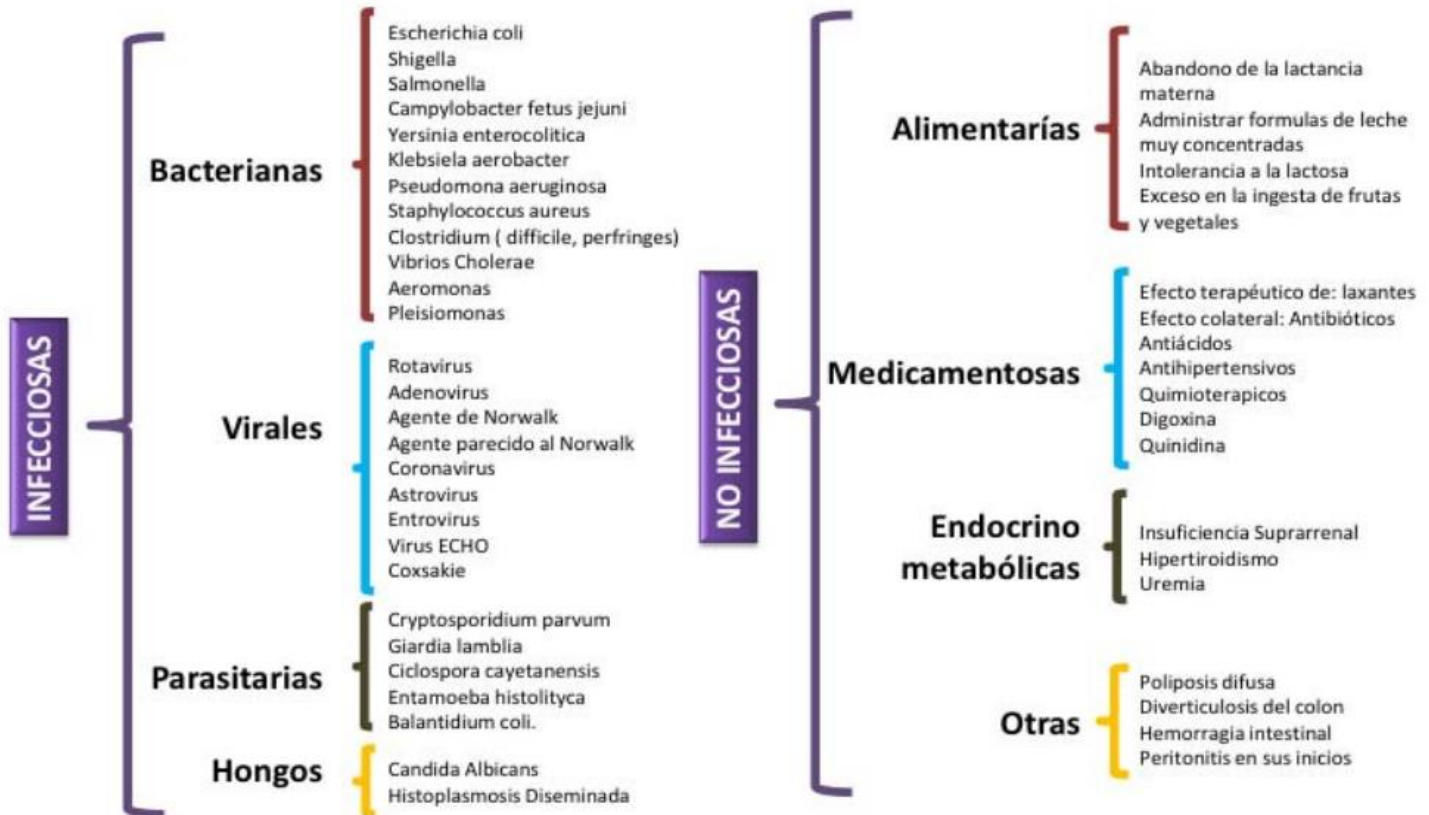 INFECCIOSAS
Bacterianas
Escherichia coli
Shigella
Salmonella
Campylobacter fetus jejuni
Yersinia enterocolitica
Klebsiela aerobacter
Pseudomona aeruginosa
Staphylococcus aureus
Clostridium ( difficile, perfringes)
Vibrios Cholerae
Aeromonas
Pleisiomonas
Virales
Rotavirus
Adenovirus
Agente de Norwalk
Agente parecido al Norwalk
Coronavirus
Astrovirus
Entrovirus
Virus ECHO
Coxsakie
Parasitarias
Cryptosporidium parvum
Giardia lamblia
Ciclospora cayetanensis
Entamoeba histolityca
Balantidium coli.
Hongos
Candida Albicans
Histoplasmosis Diseminada
NO INFECCIOSAS
Alimentarías
Abandono de la lactancia
materna
Administrar formulas de leche
muy concentradas
Intolerancia a la lactosa
Exceso en la ingesta de frutas
y vegetales
Medicamentosas
Efecto terapéutico de: laxantes
Efecto colateral: Antibióticos
Antiácidos
Antihipertensivos
Quimioterapicos
Digoxina
Quinidina
Endocrino
metabólicas
Insuficiencia Suprarrenal
Hipertiroidismo
Uremia
Otras
Poliposis difusa
Diverticulosis del colon
Hemorragia intestinal
Peritonitis en sus inicios